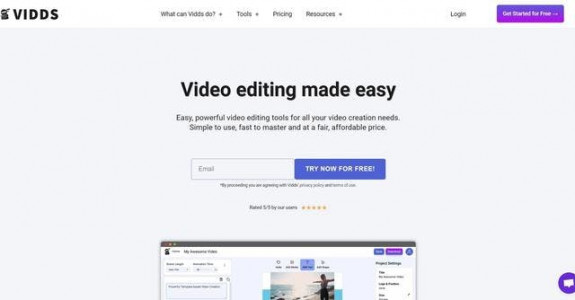 VIDDS
What can Vidds do?
Tools
Pricing
Resources
Login
Get Started for Free →
Video editing made easy
Easy, powerful video editing tools for all your video creation needs.
Simple to use, fast to master and at a fair, affordable price.
Email
TRY NOW FOR FREE!
*By proceeding you are agreeing with Vidds' privacy policy and terms of use.
Rated 5/5 by our users ★★★★★
My Awesome Video
Project Settings
Title